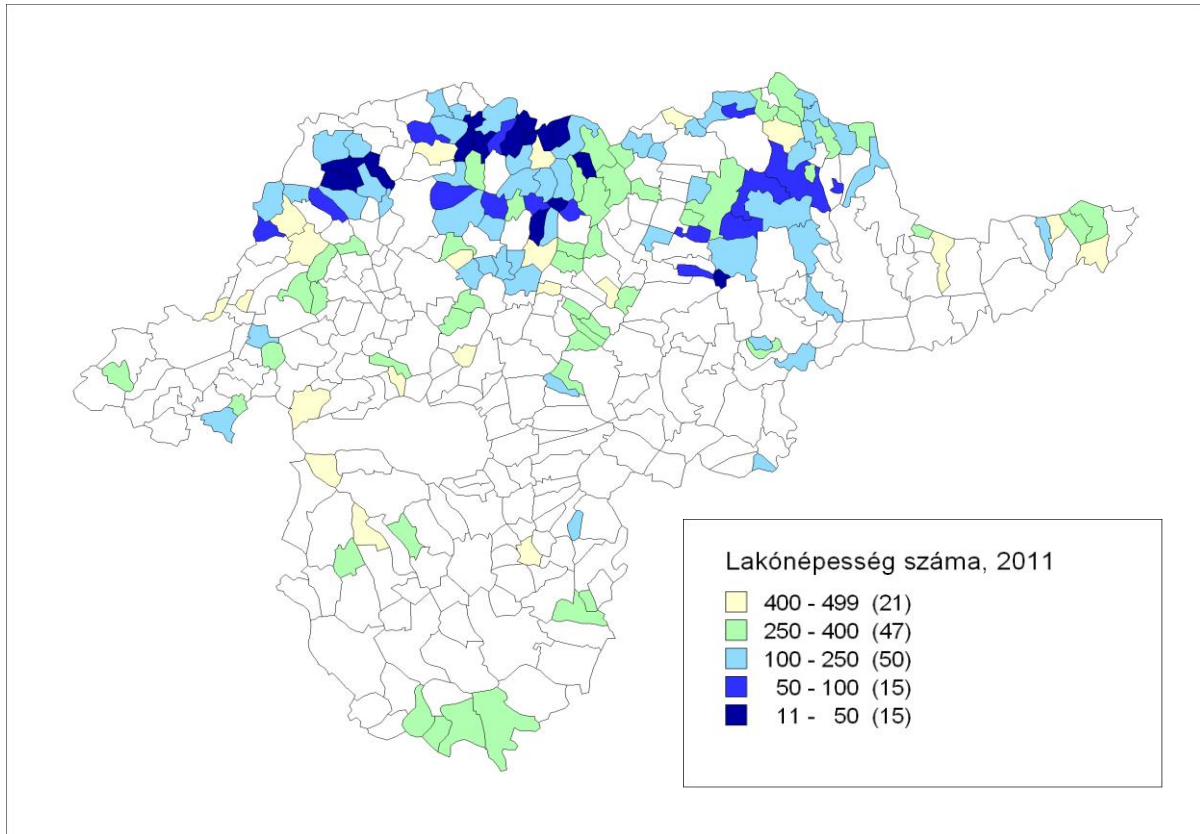 Lakónépesség száma, 2011
400 - 499 (21)
250 - 400 (47)
100 - 250 (50)
50 - 100 (15)
11 - 50 (15)